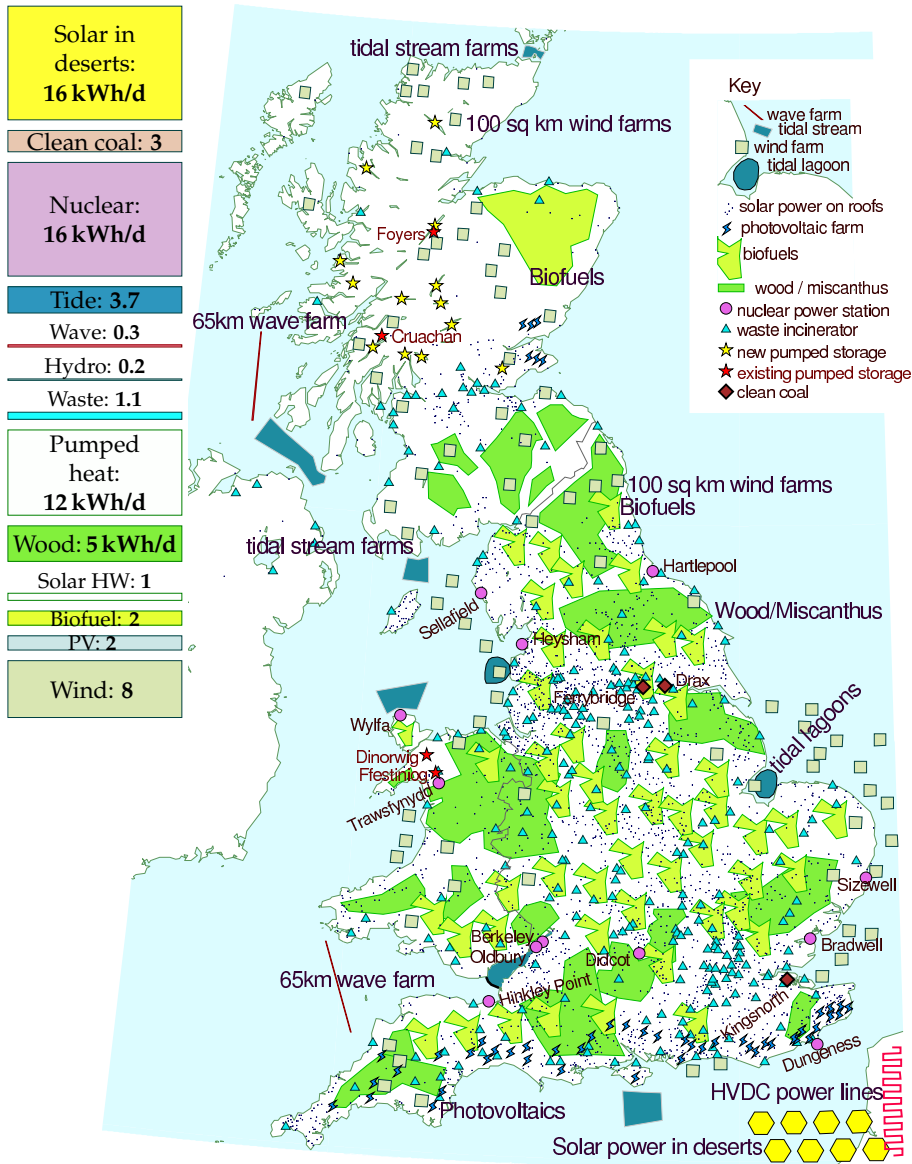 Solar in
deserts:
16 kWh/d
Clean coal: 3
Nuclear:
16 kWh/d
Tide: 3.7
Wave: 0.3
Hydro: 0.2
Waste: 1.1
Pumped
heat:
12 kWh/d
Wood: 5 kWh/d
Solar HW: 1
Biofuel: 2
PV: 2
Wind: 8
tidal stream farms
100 sq km wind farms
Foyers
Biofuels
65km wave farm
Cruachan
100 sq km wind farms
Biofuels
tidal stream farms
Hartlepool
Sellafield
Wood/Miscanthus
Heysham
Ferrybridge
Drax
Wylfa
tidal lagoons
Dinorwig
Ffestiniog
Trawsfynydd
Sizewell
Berkeley
Oldbury
Didcot
Bradwell
65km wave farm
Hinkley Point
Kingsnorth
Dungeness
Photovoltaics
HVDC power lines
Solar power in deserts
Key
wave farm
tidal stream
wind farm
tidal lagoon
solar power on roofs
photovoltaic farm
biofuels
wood / miscanthus
nuclear power station
waste incinerator
new pumped storage
existing pumped storage
clean coal